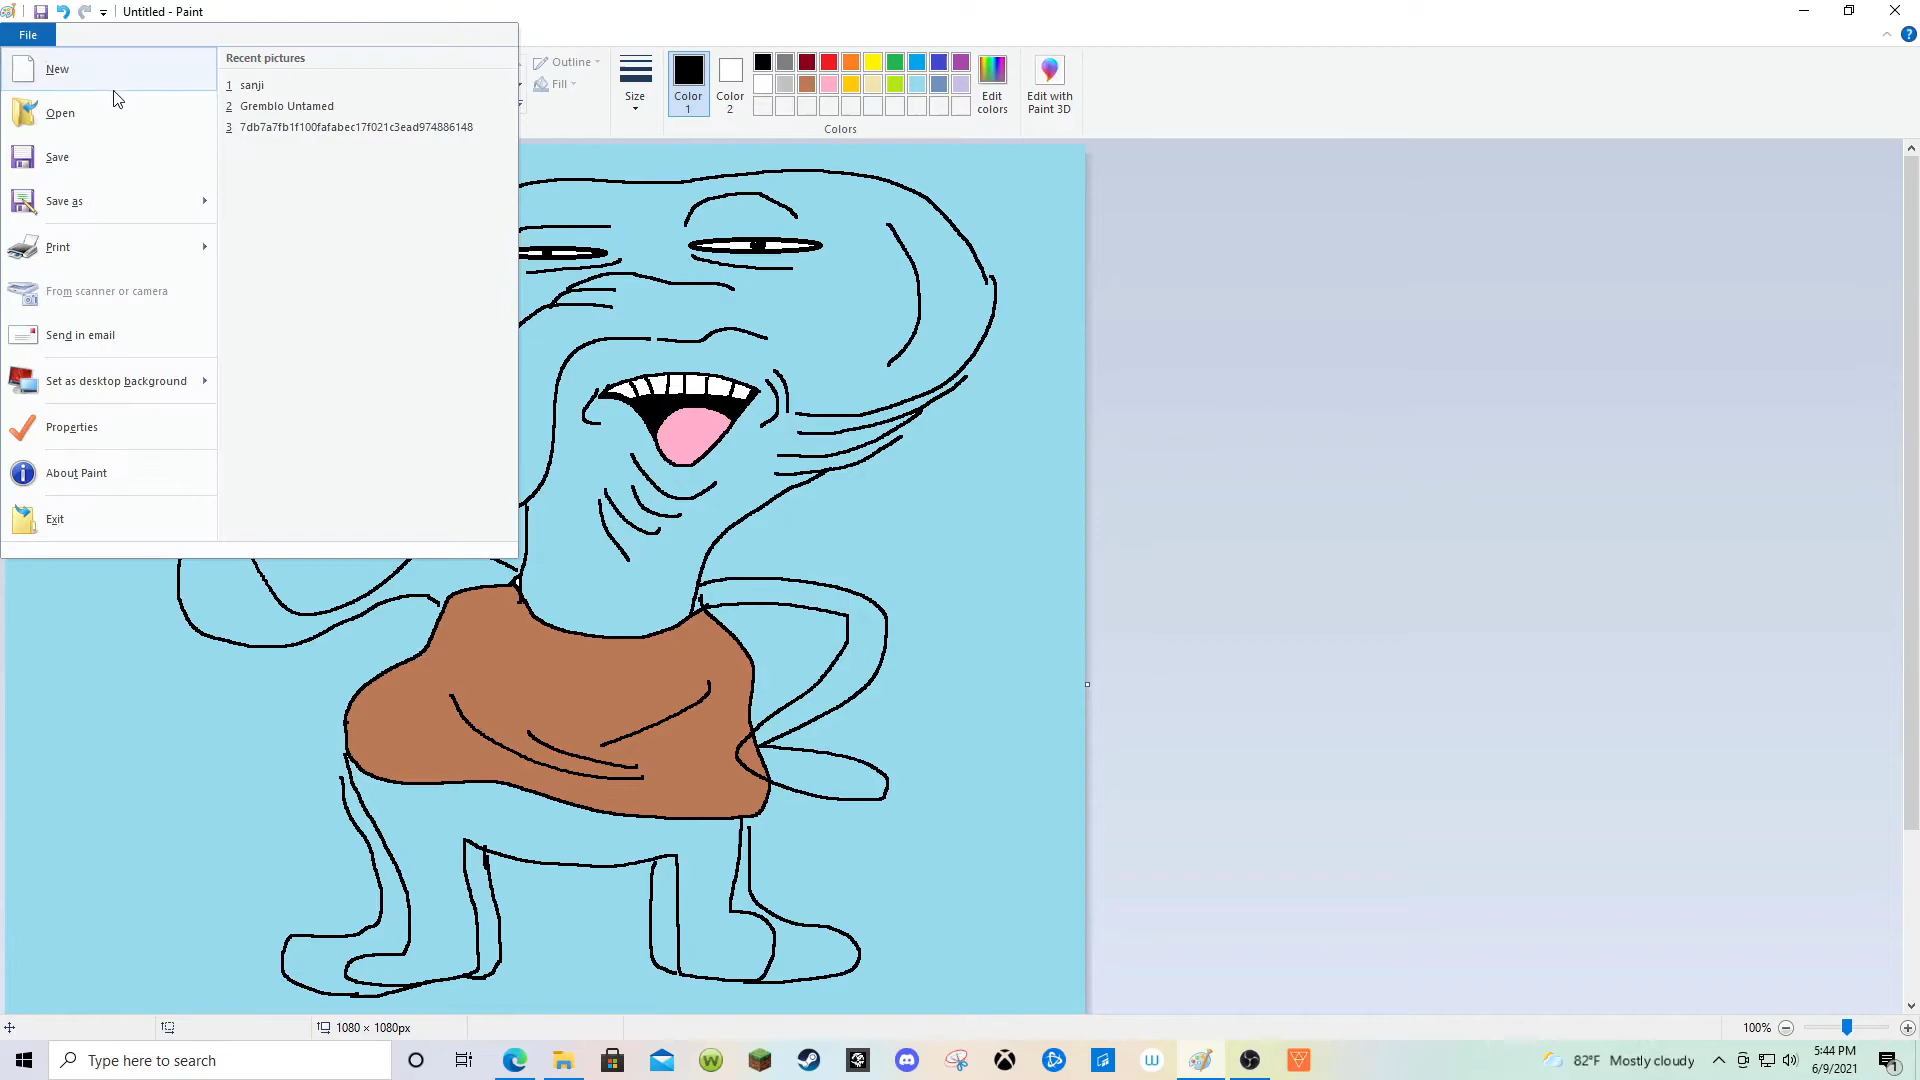 Untitled - Paint
File
New
Open
Save
Save as
Print
From scanner or camera
Send in email
Set as desktop background
Properties
About Paint
Exit
Recent pictures
1 sanji
2 Gremblo Untamed
3 7db7a7fb1f100fafabec17f021c3ead974886148
Outline
Fill
Size
Color 1
Color 2
Edit colors
Edit with Paint 3D
Colors
1080 × 1080px
100%
Type here to search
82°F Mostly cloudy
5:44 PM
6/9/2021
1